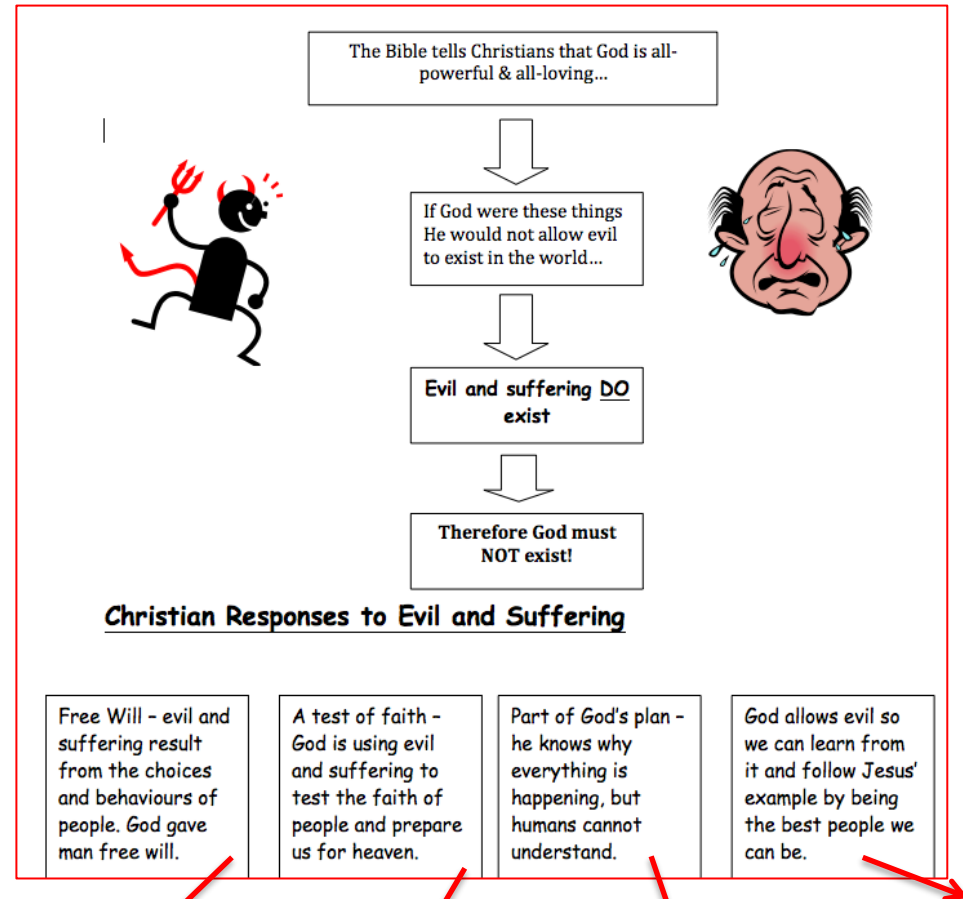 The Bible tells Christians that God is all-
powerful & all-loving…
If God were these things
He would not allow evil
to exist in the world…
Evil and suffering DO
exist
Therefore God must
NOT exist!
Christian Responses to Evil and Suffering
Free Will – evil and
suffering result
from the choices
and behaviours of
people. God gave
man free will.
A test of faith –
God is using evil
and suffering to
test the faith of
people and prepare
us for heaven.
Part of God’s plan –
he knows why
everything is
happening, but
humans cannot
understand.
God allows evil so
we can learn from
it and follow Jesus’
example by being
the best people we
can be.